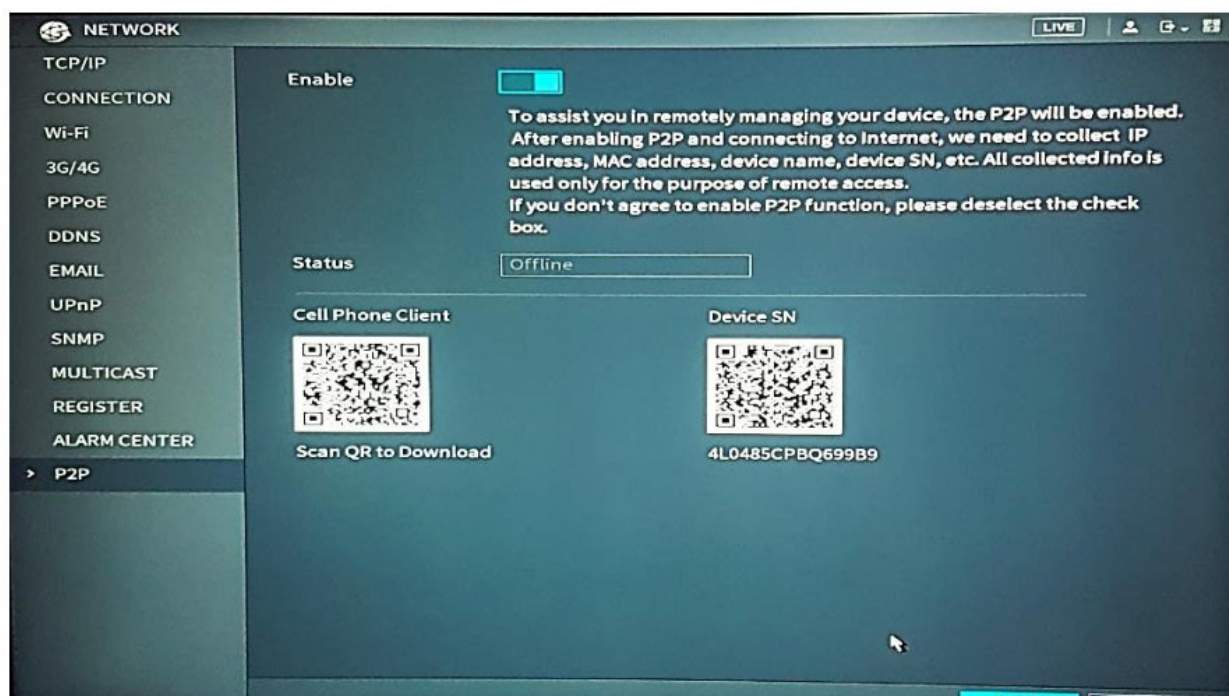 NETWORK
LIVE
TCP/IP
CONNECTION
Wi-Fi
3G/4G
PPPoE
DDNS
EMAIL
UPnP
SNMP
MULTICAST
REGISTER
ALARM CENTER
> P2P
Enable
To assist you in remotely managing your device, the P2P will be enabled.
After enabling P2P and connecting to Internet, we need to collect IP
address, MAC address, device name, device SN, etc. All collected info is
used only for the purpose of remote access.
If you don't agree to enable P2P function, please deselect the check
box.
Status
Offline
Cell Phone Client
Scan QR to Download
Device SN
4L0485CPBQ699B9